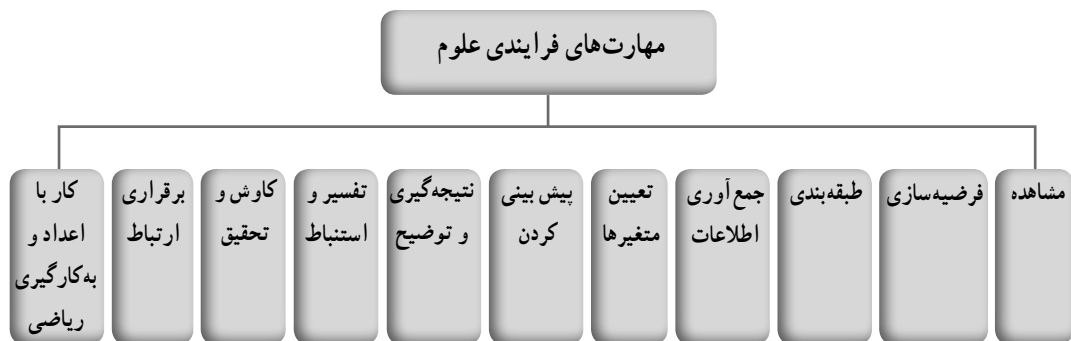 مهارت‌های فرایندی علوم
مشاهده
فرضیه‌سازی
طبقه‌بندی
جمع‌آوری
اطلاعات
تعیین
متغیرها
پیش بینی
کردن
نتیجه‌گیری
و توضیح
تفسیر و
استنباط
کاوش و
تحقیق
برقراری
ارتباط
کار با
اعداد و
به‌کارگیری
ریاضی